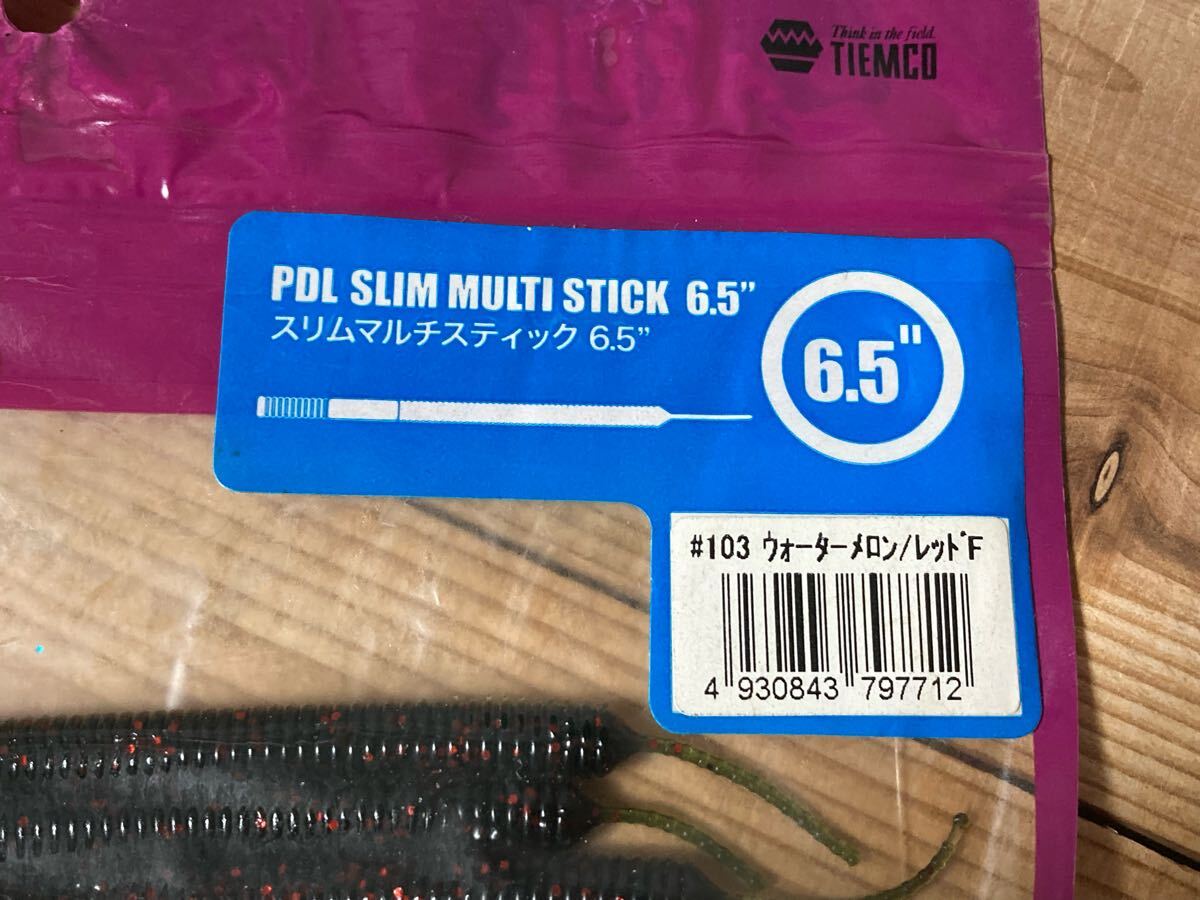 Think in the field.
TIEMCO
PDL SLIM MULTI STICK 6.5"
スリムマルチスティック 6.5"
6.5"
#103 ウォーターメロン/レッドF
4 930843 797712